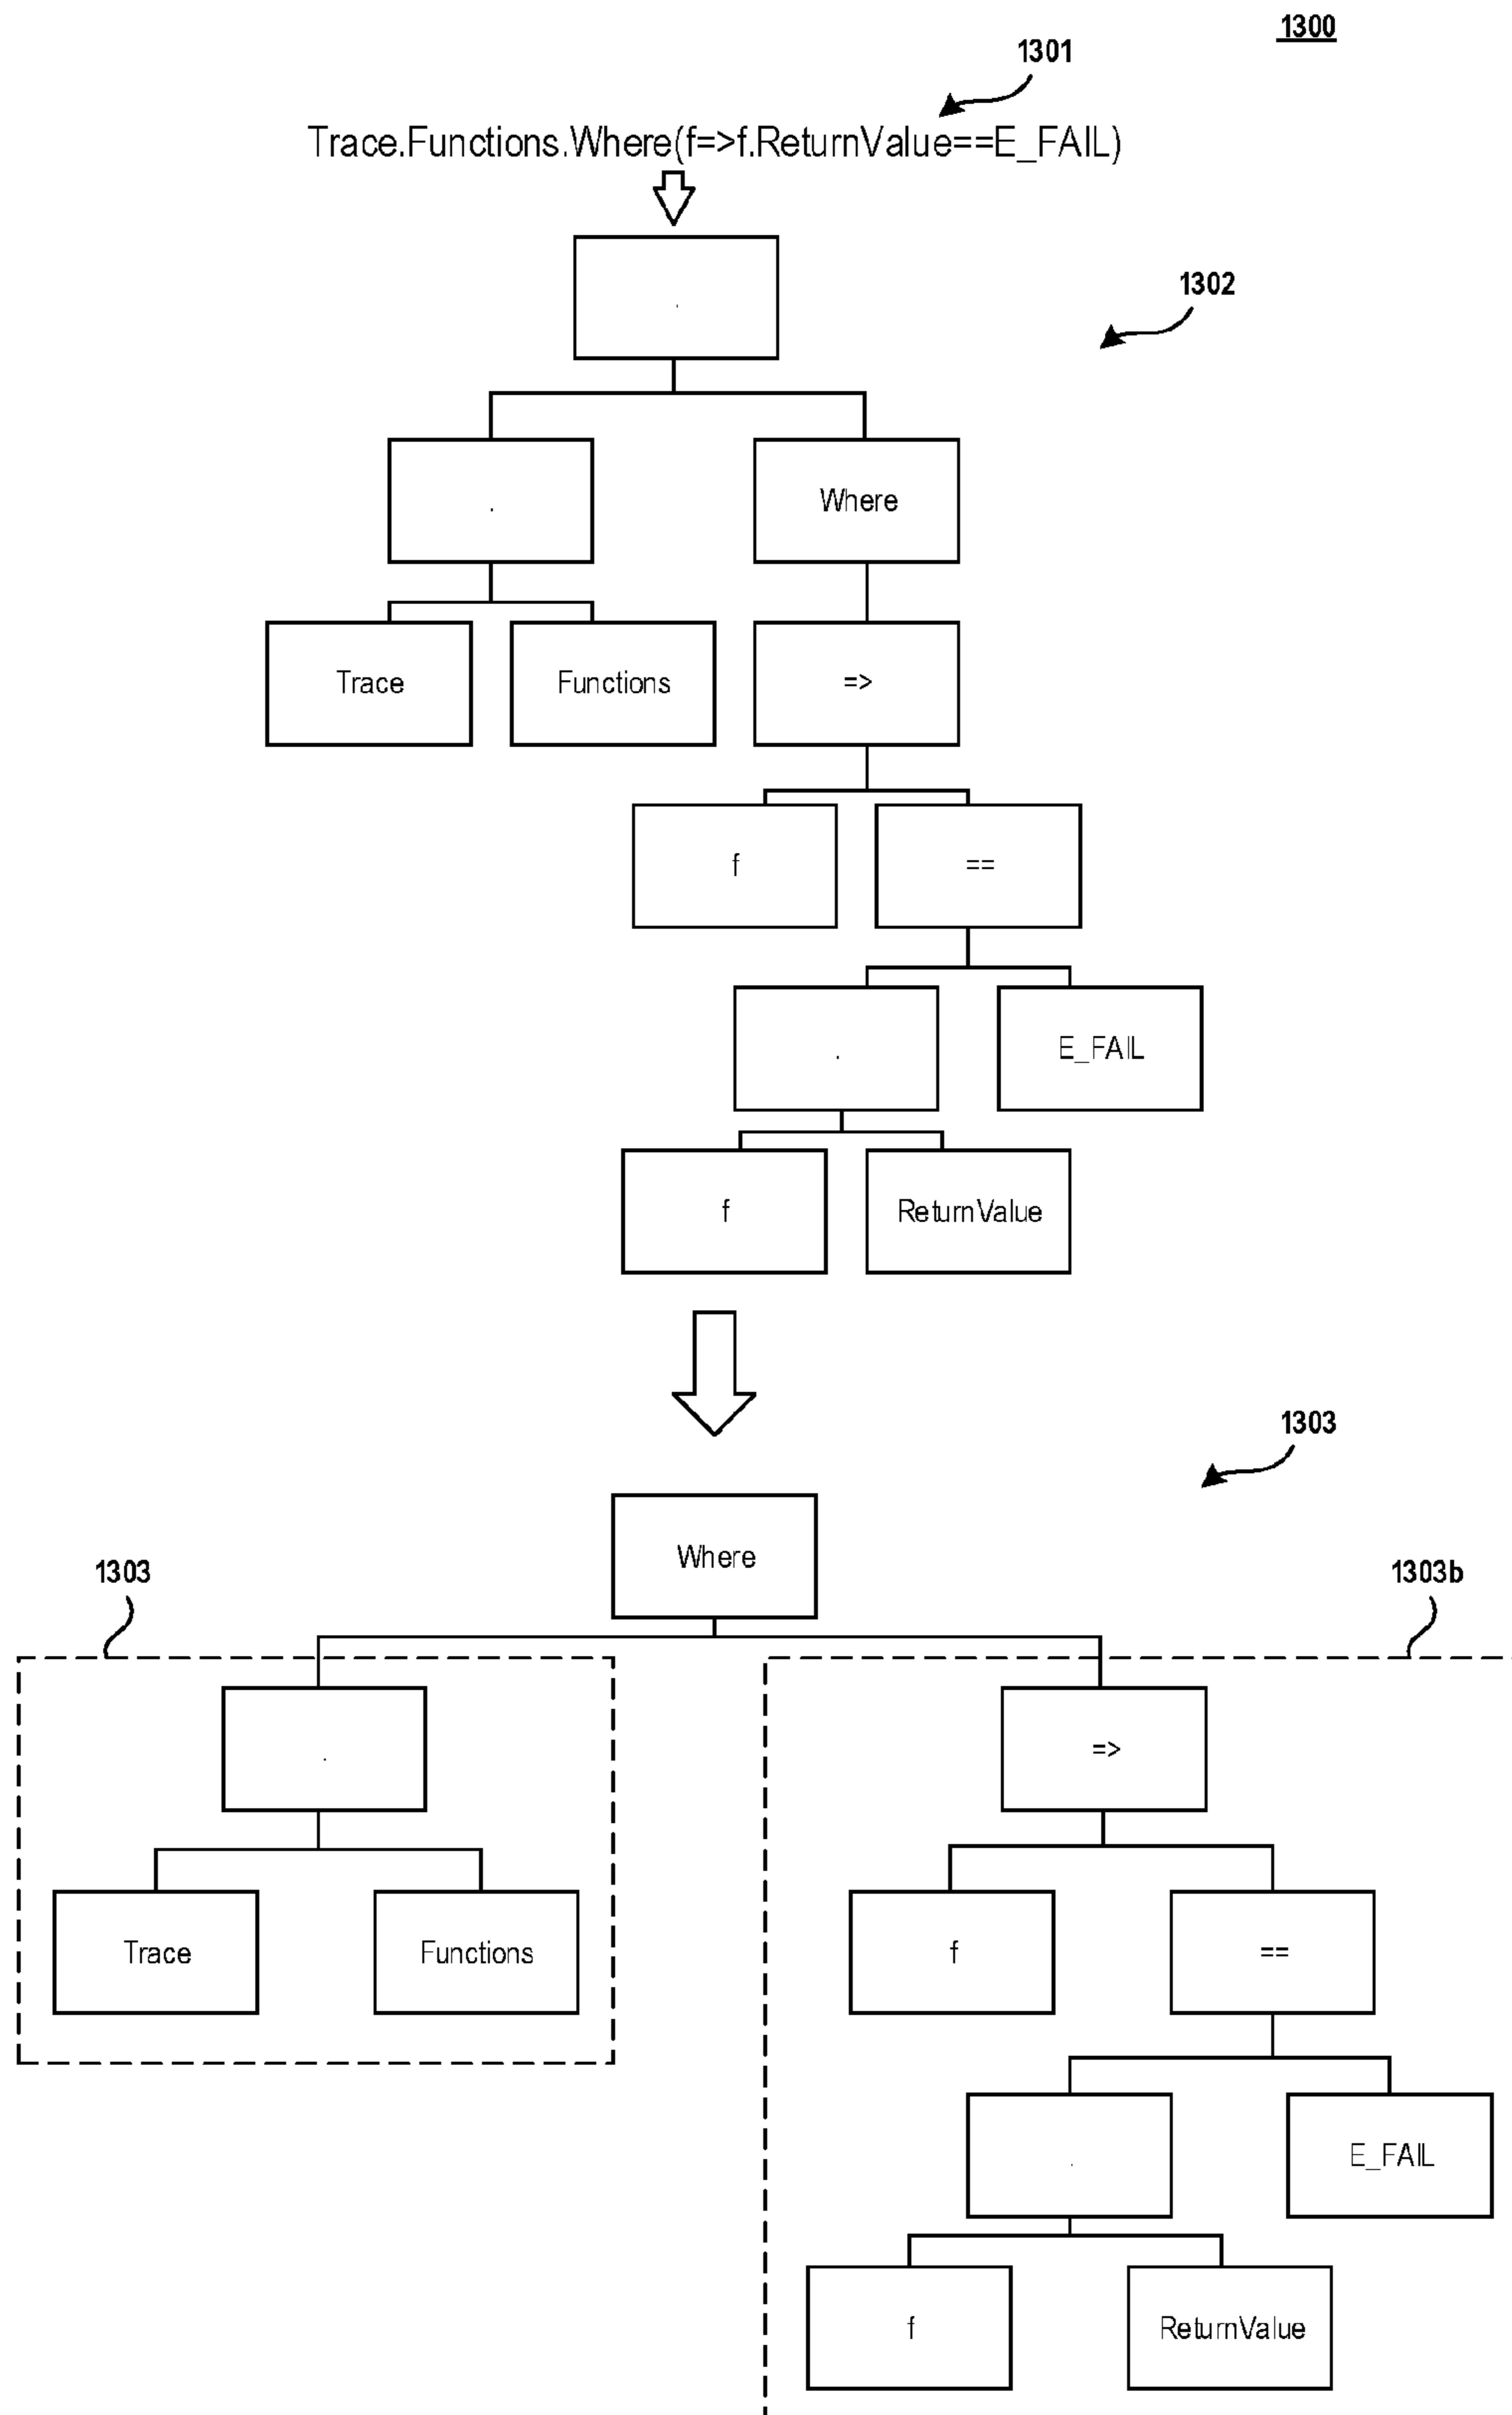 1300
1301
Trace.Functions.Where(f=>f.ReturnValue==E_FAIL)
.
1302
.
Where
Trace
Functions
=>
f
==
.
E_FAIL
f
ReturnValue
1303
Where
1303
1303b
.
=>
Trace
Functions
f
==
.
E_FAIL
f
ReturnValue